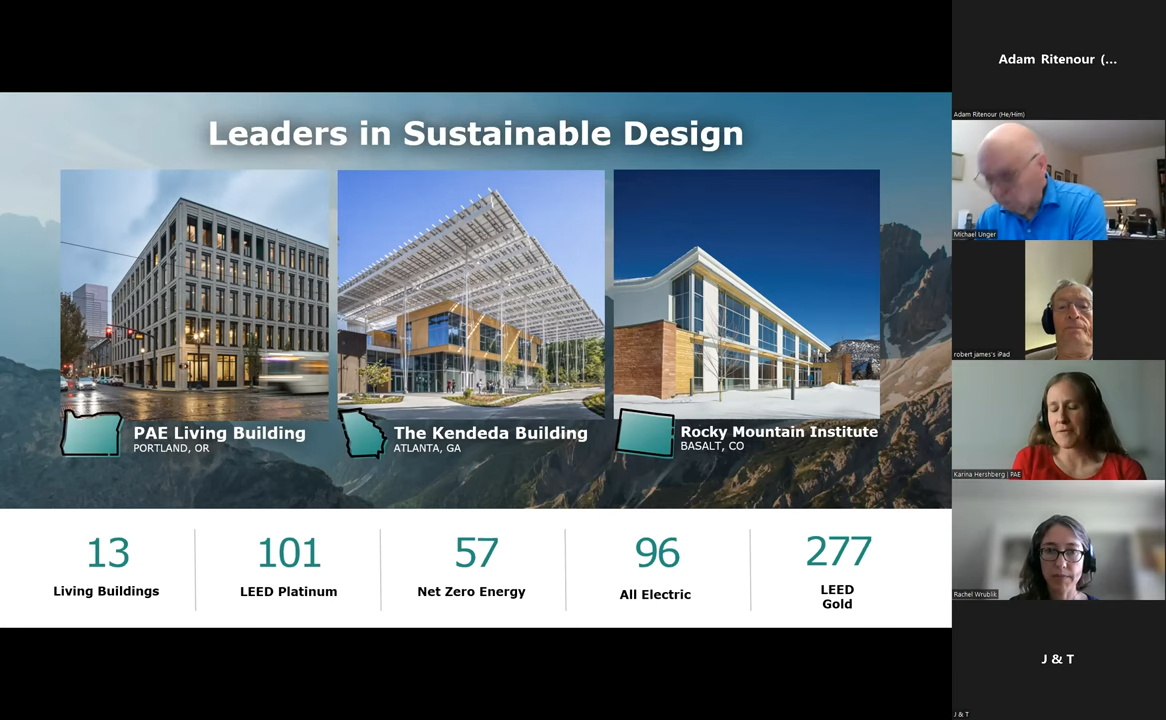 Leaders in Sustainable Design
PAE Living Building
PORTLAND, OR
The Kendeda Building
ATLANTA, GA
Rocky Mountain Institute
BASALT, CO
13
Living Buildings
101
LEED Platinum
57
Net Zero Energy
96
All Electric
277
LEED
Gold
Adam Ritenour (...
Adam Ritenour (He/Him)
Michael Unger
robert james's iPad
Karina Hershberg | PAE
Rachel Wrublik
J & T
J & T